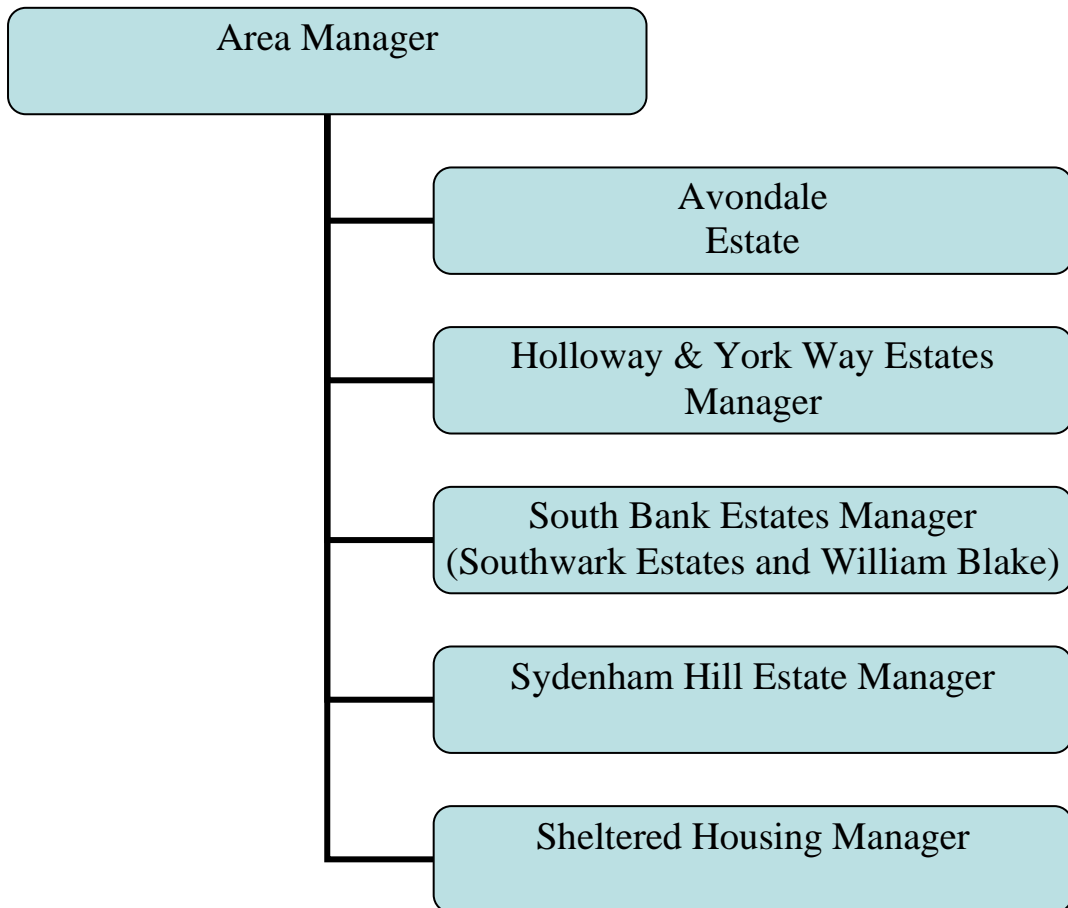 Area Manager
Avondale
Estate
Holloway & York Way Estates
Manager
South Bank Estates Manager
(Southwark Estates and William Blake)
Sydenham Hill Estate Manager
Sheltered Housing Manager